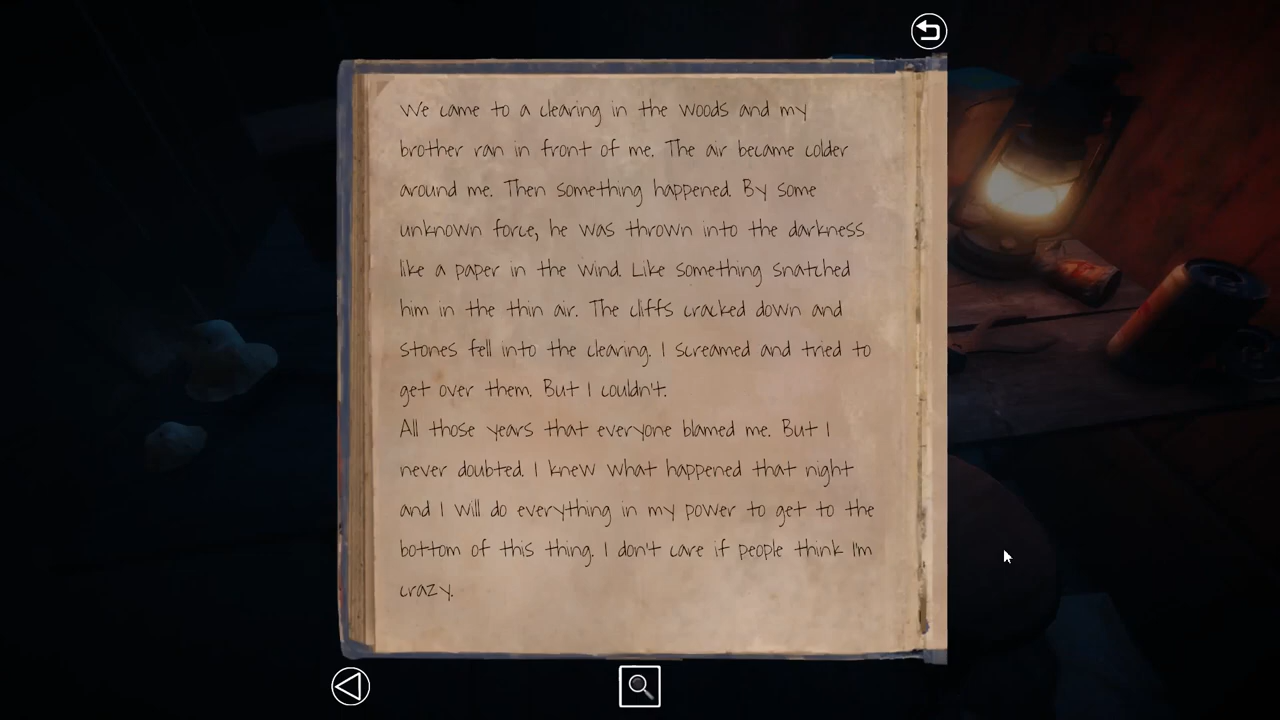 We came to a clearing in the woods and my
brother ran in front of me. The air became colder
around me. Then something happened. By some
unknown force, he was thrown into the darkness
like a paper in the wind. Like something snatched
him in the thin air. The cliffs cracked down and
stones fell into the clearing. I screamed and tried to
get over them. But I couldn't.
All those years that everyone blamed me. But I
never doubted. I knew what happened that night
and I will do everything in my power to get to the
bottom of this thing. I don't care if people think I'm
crazy.